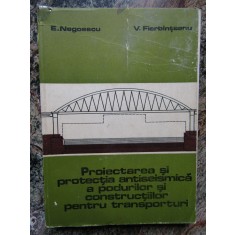 E. Negoescu V. Fierbințeanu
Proiectarea și
protecția antiseismică
a podurilor și
construcțiilor
pentru transporturi